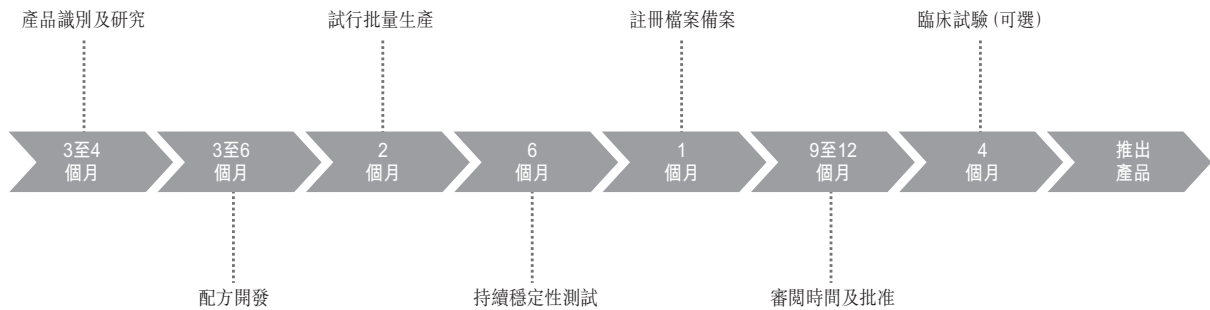 產品識別及研究
試行批量生產
註冊檔案備案
臨床試驗(可選)
3至4
個月
3至6
個月
2
個月
6
個月
1
個月
9至12
個月
4
個月
推出
產品
配方開發
持續穩定性測試
審閱時間及批准